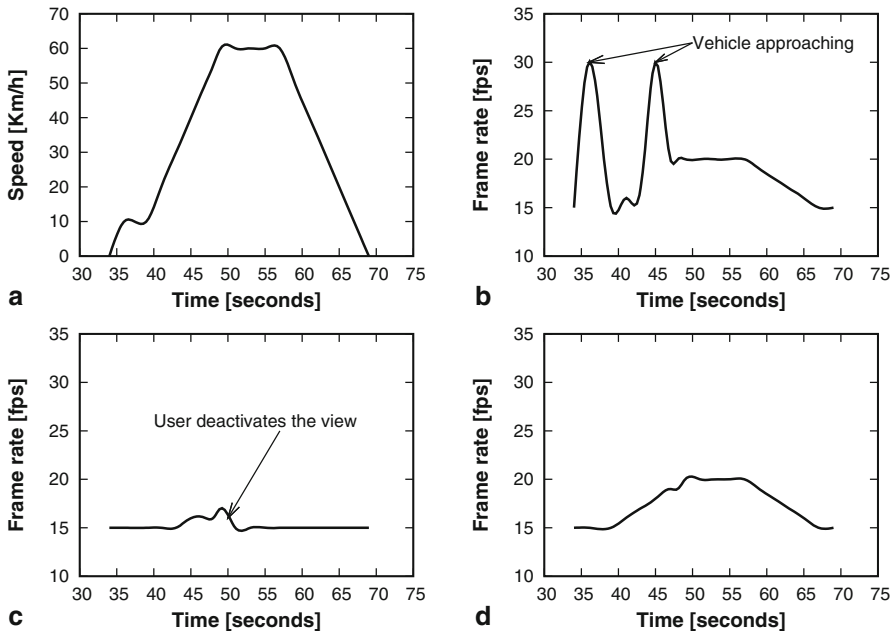 70
60
50
40
30
20
10
0
Speed [Km/h]
30 35 40 45 50 55 60 65 70 75
Time [seconds]
a
35
30
25
20
15
10
Frame rate [fps]
Vehicle approaching
30 35 40 45 50 55 60 65 70 75
Time [seconds]
b
35
30
25
20
15
10
Frame rate [fps]
User deactivates the view
30 35 40 45 50 55 60 65 70 75
Time [seconds]
c
35
30
25
20
15
10
Frame rate [fps]
30 35 40 45 50 55 60 65 70 75
Time [seconds]
d